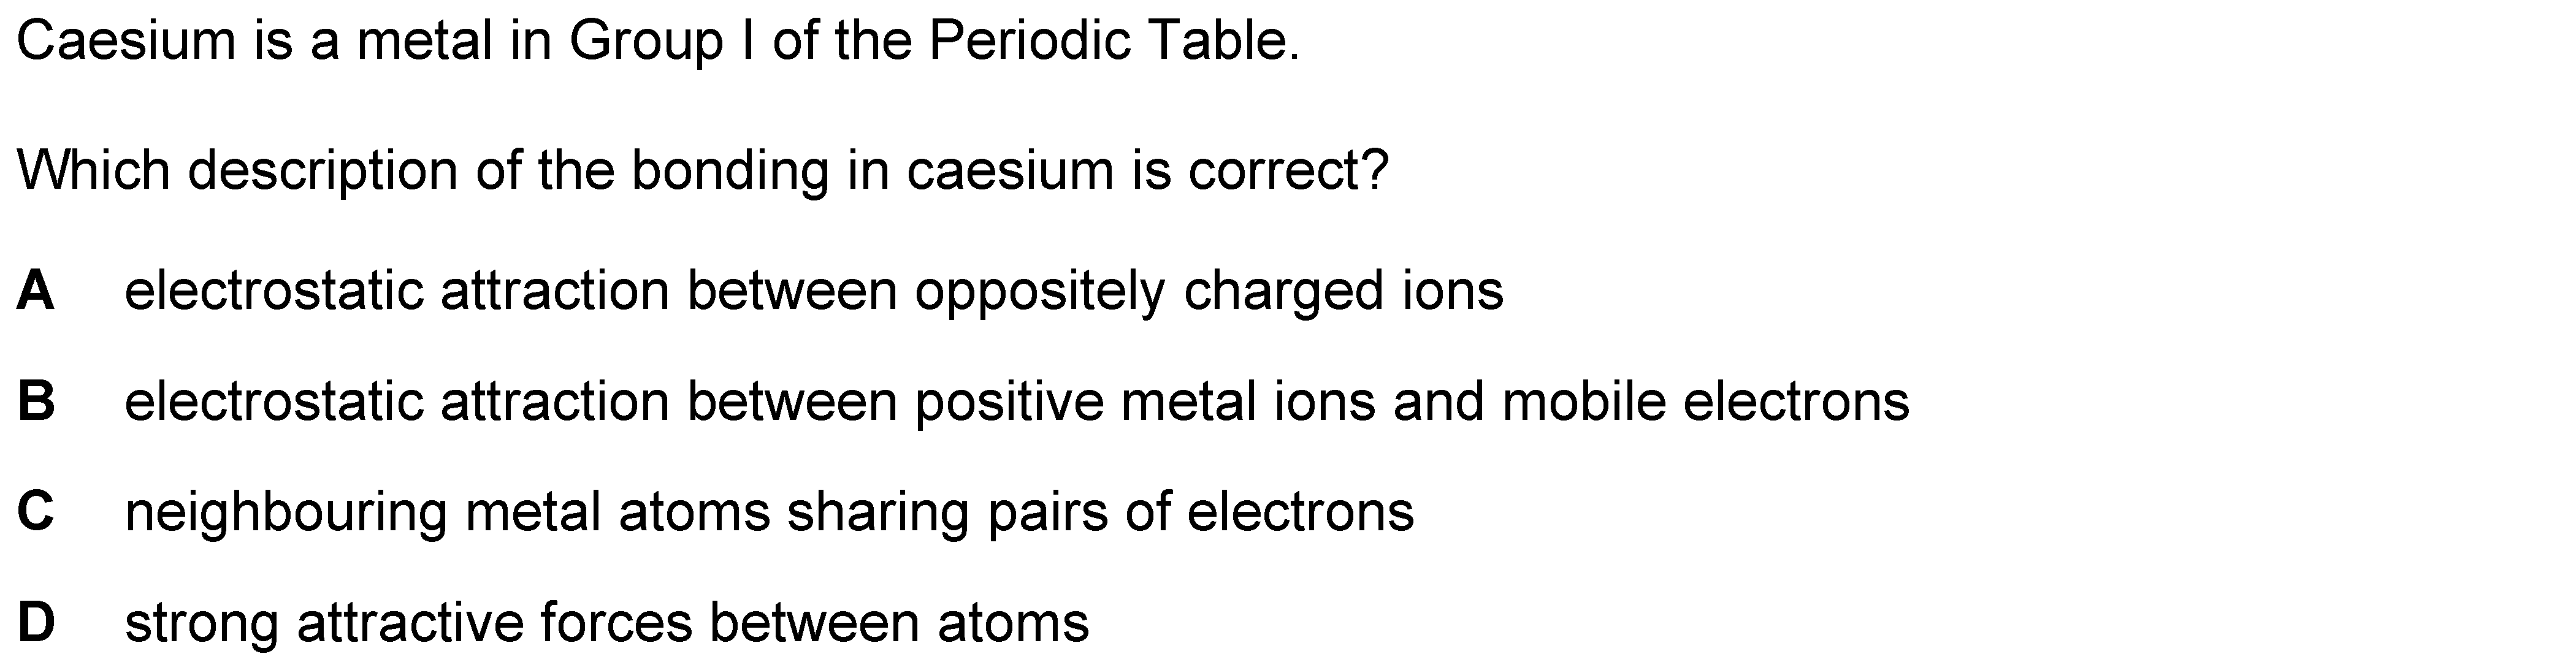 Caesium is a metal in Group I of the Periodic Table.
Which description of the bonding in caesium is correct?
A electrostatic attraction between oppositely charged ions
B electrostatic attraction between positive metal ions and mobile electrons
C neighbouring metal atoms sharing pairs of electrons
D strong attractive forces between atoms